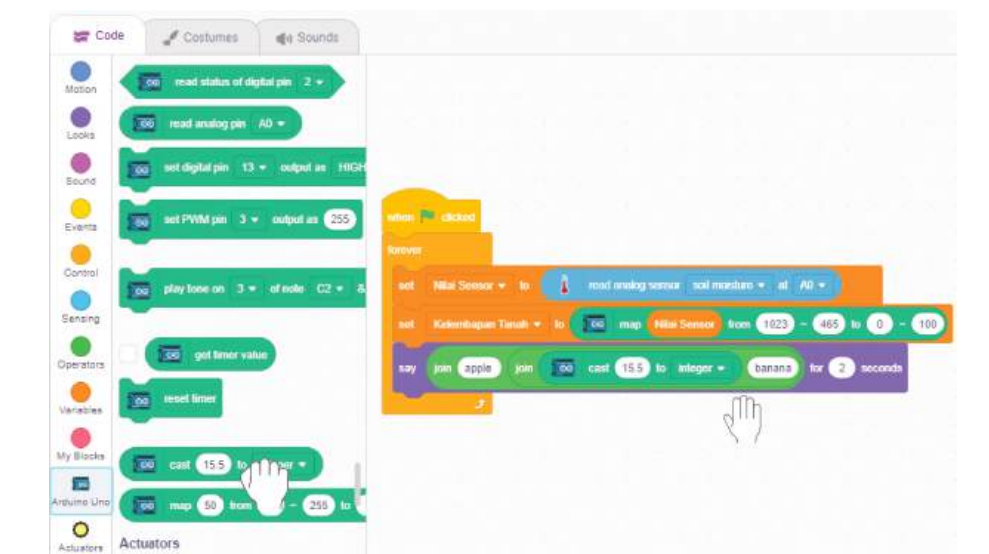 Code Costumes Sounds
Motion
Looks
Sound
Events
Control
Sensing
Operators
Variables
My Blocks
Arduino Uno
Actuators
read status of digital pin 2
read analog pin A0
set digital pin 13 output as HIGH
set PWM pin 3 output as 255
play tone on 3 of note C2 &
get timer value
reset timer
cast 15.5 to
map 50 from - 255 to
Actuators
when clicked
forever
set Nilai Sensor to read analog sensor soil moisture at A0
set Kelembapan Tanah to map Nilai Sensor from 1023 ~ 465 to 0 ~ 100
say join apple join cast 15.5 to integer banana for 2 seconds